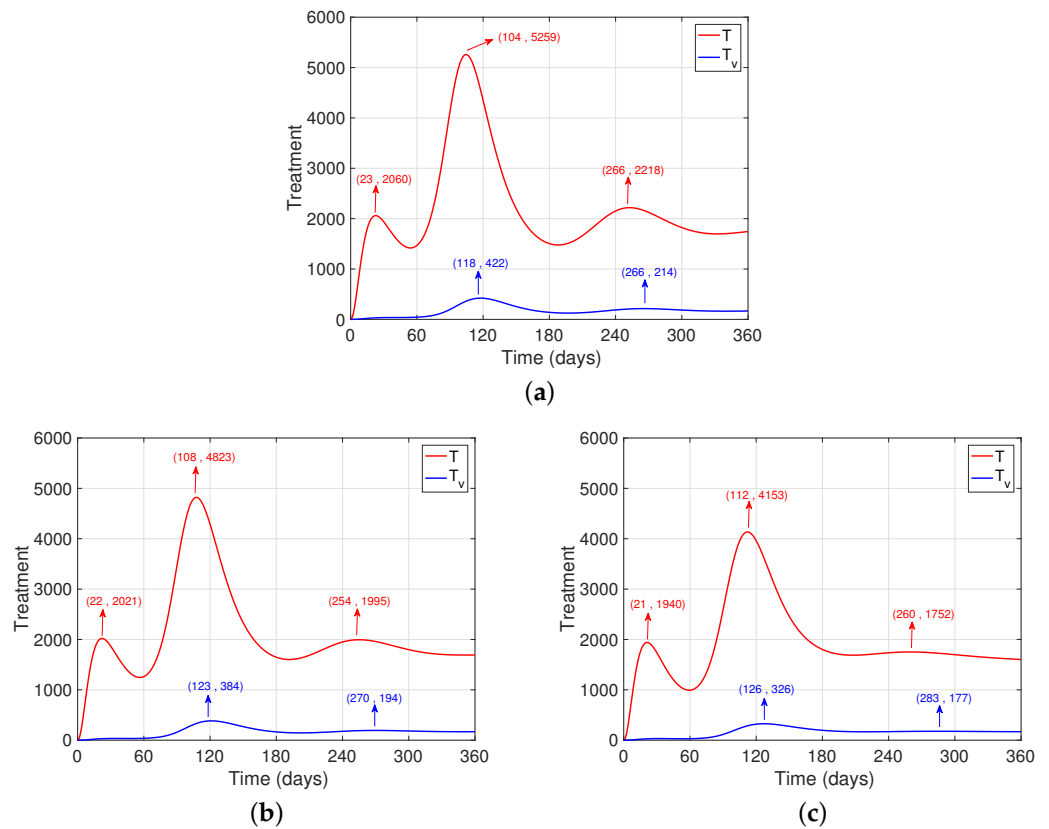 6000
5000
4000
3000
2000
1000
0
Treatment
(104 , 5259)
T
T_v
(23 , 2060)
(266 , 2218)
(118 , 422)
(266 , 214)
0 60 120 180 240 300 360
Time (days)
(a)
6000
5000
4000
3000
2000
1000
0
Treatment
(108 , 4823)
T
T_v
(22 , 2021)
(254 , 1995)
(123 , 384)
(270 , 194)
0 60 120 180 240 300 360
Time (days)
(b)
6000
5000
4000
3000
2000
1000
0
Treatment
(112 , 4153)
T
T_v
(21 , 1940)
(260 , 1752)
(126 , 326)
(283 , 177)
0 60 120 180 240 300 360
Time (days)
(c)